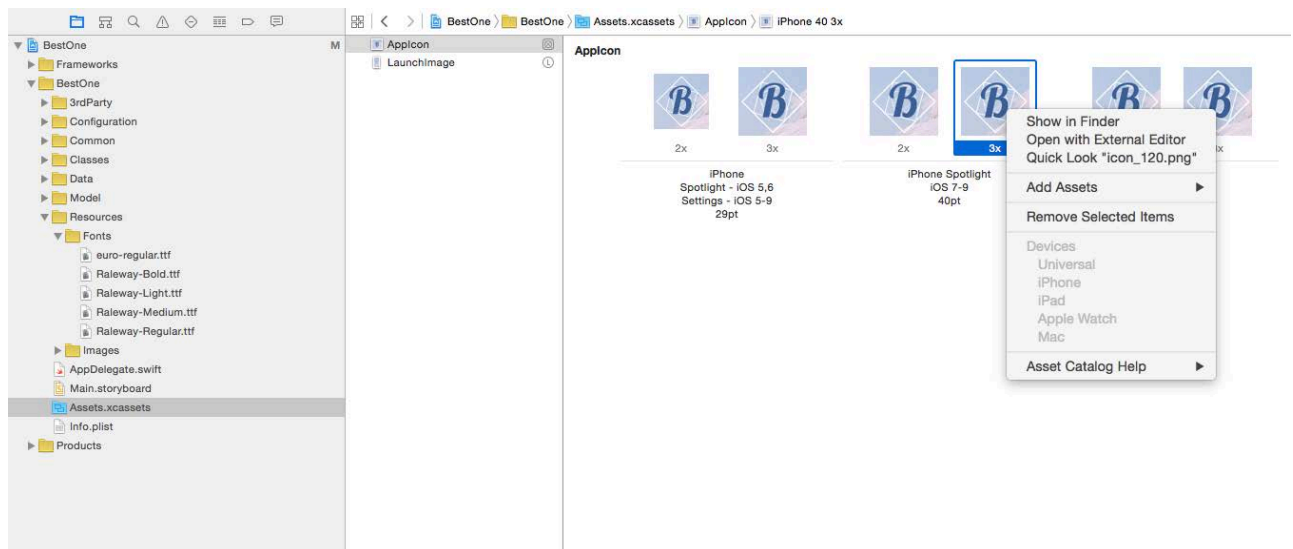 BestOne BestOne Assets.xcassets AppIcon iPhone 40 3x
BestOne M
Frameworks
BestOne
3rdParty
Configuration
Common
Classes
Data
Model
Resources
Fonts
euro-regular.ttf
Raleway-Bold.ttf
Raleway-Light.ttf
Raleway-Medium.ttf
Raleway-Regular.ttf
Images
AppDelegate.swift
Main.storyboard
Assets.xcassets
Info.plist
Products
AppIcon
LaunchImage L
AppIcon
B B B B B B
2x 3x 2x 3x
iPhone
Spotlight - iOS 5,6
Settings - iOS 5-9
29pt
iPhone Spotlight
iOS 7-9
40pt
Show in Finder
Open with External Editor
Quick Look "icon_120.png"
Add Assets
Remove Selected Items
Devices
Universal
iPhone
iPad
Apple Watch
Mac
Asset Catalog Help